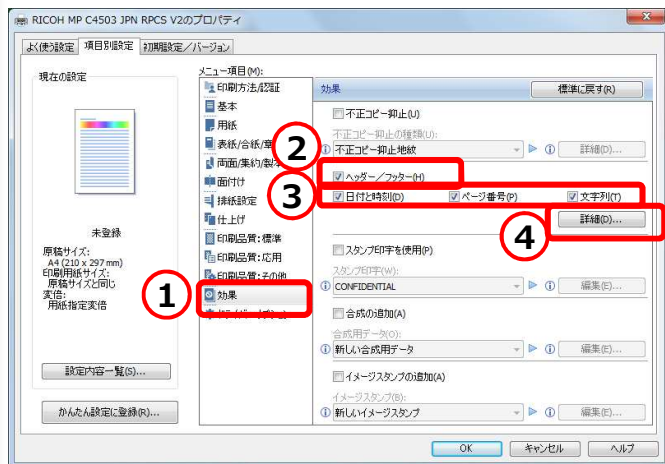 RICOH MP C4503 JPN RPCS V2のプロパティ
よく使う設定 項目別設定 初期設定/バージョン
現在の設定
未登録
原稿サイズ:
A4 (210 x 297 mm)
印刷用紙サイズ:
原稿サイズと同じ
変倍:
用紙指定変倍
設定内容一覧(S)...
かんたん設定に登録(R)...
メニュー項目(M):
印刷方法/認証
基本
用紙
表紙/合紙/章
両面/集約/製本
面付け
排紙設定
仕上げ
印刷品質:標準
印刷品質:応用
印刷品質:その他
①
効果
効果
標準に戻す(R)
不正コピー抑止(U)
不正コピー抑止の種類(U):
②
不正コピー抑止地紋
詳細(D)...
ヘッダー/フッター(H)
③
日付と時刻(D) ページ番号(P) 文字列(T)
④
詳細(D)...
スタンプ印字を使用(P)
スタンプ印字(W):
CONFIDENTIAL
編集(E)...
合成の追加(A)
合成用データ(O):
新しい合成用データ
編集(E)...
イメージスタンプの追加(A)
イメージスタンプ(B):
新しいイメージスタンプ
編集(E)...
OK キャンセル ヘルプ